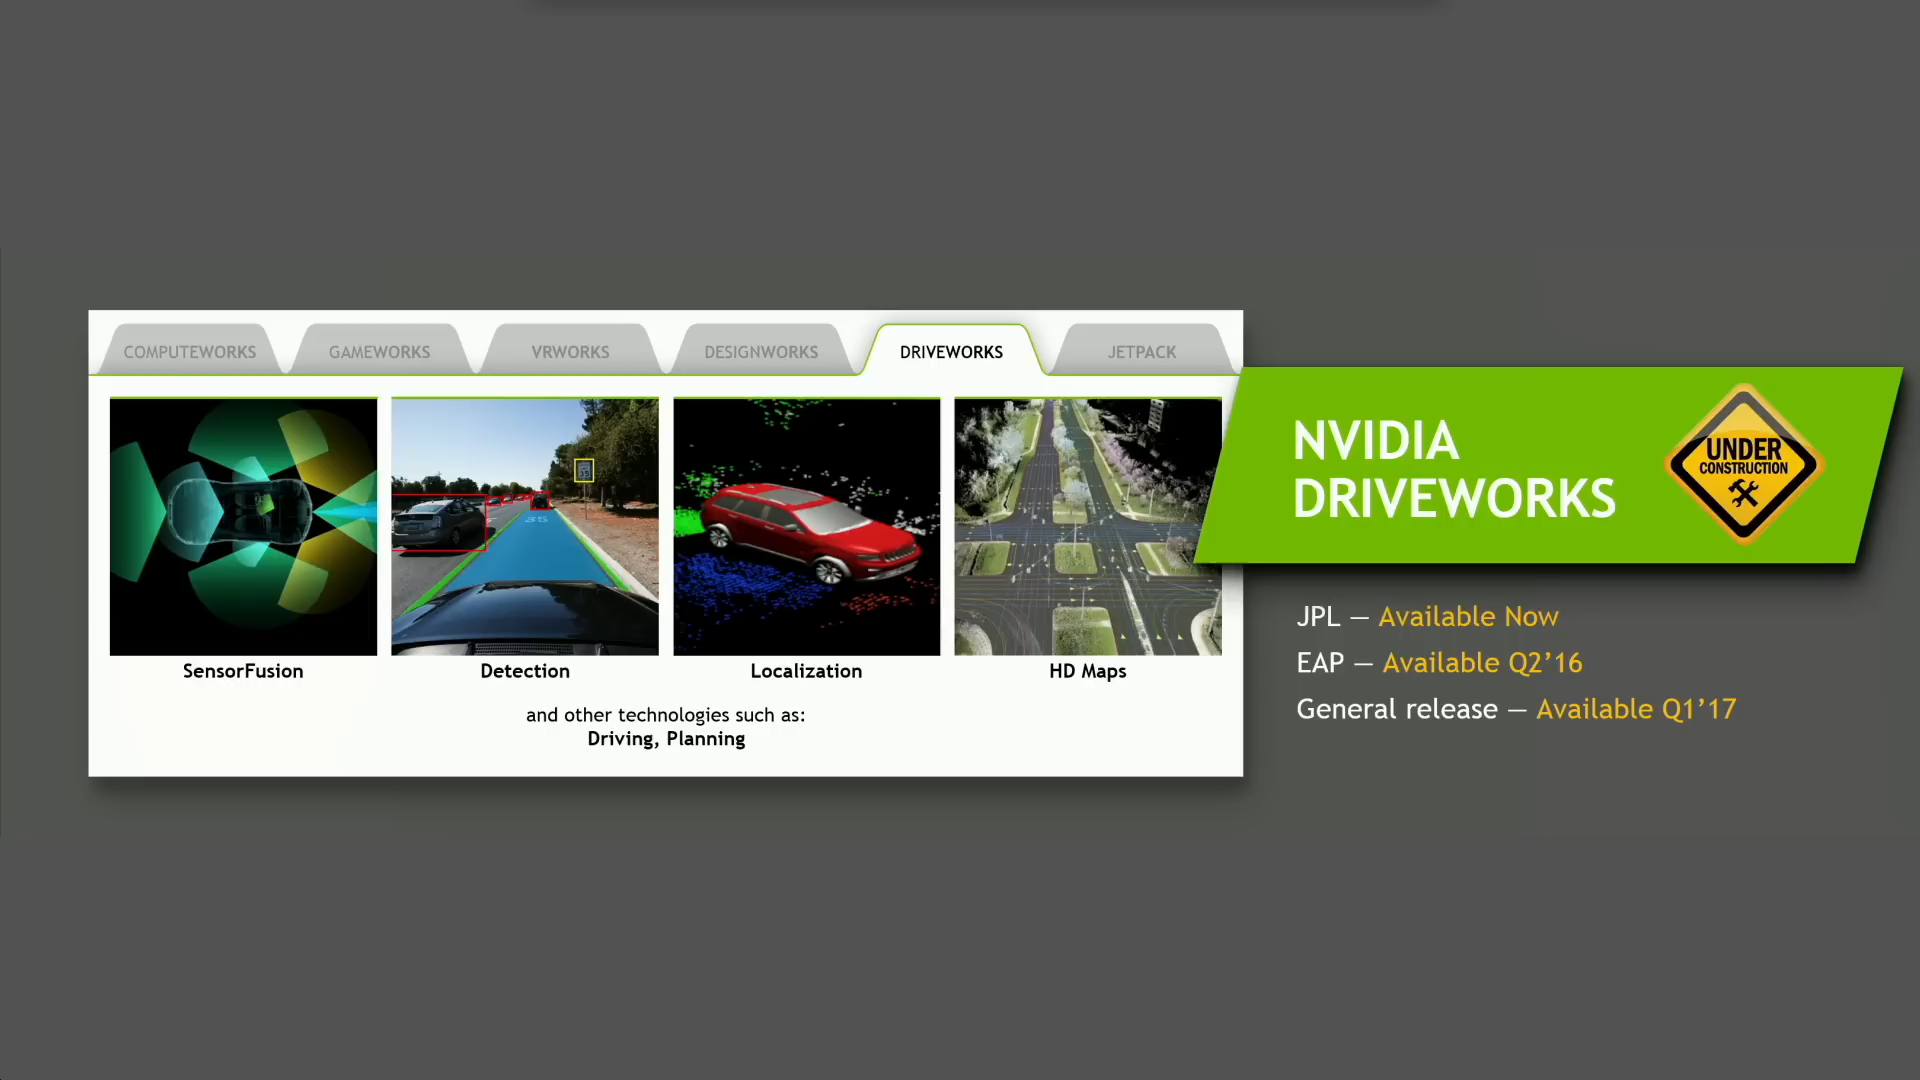 COMPUTEWORKS
GAMEWORKS
VRWORKS
DESIGNWORKS
DRIVEWORKS
JETPACK
SensorFusion
Detection
Localization
HD Maps
and other technologies such as:
Driving, Planning
NVIDIA
DRIVEWORKS
UNDER
CONSTRUCTION
JPL — Available Now
EAP — Available Q2’16
General release — Available Q1’17
35